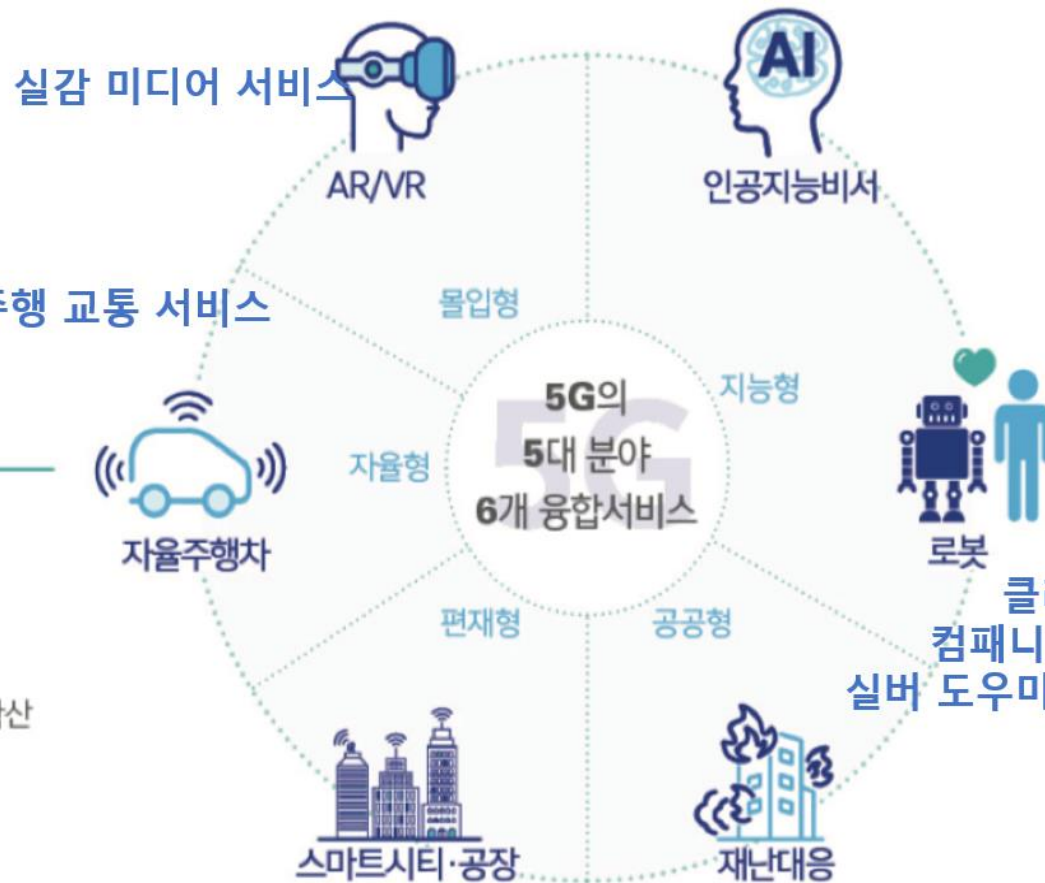 실감 미디어 서비스
AI
AR/VR
인공지능비서
주행 교통 서비스
몰입형
지능형
5G
5G의
5대 분야
6개 융합서비스
자율형
자율주행차
로봇
편재형
공공형
컴패니
실버 도우미
스마트시티·공장
재난대응